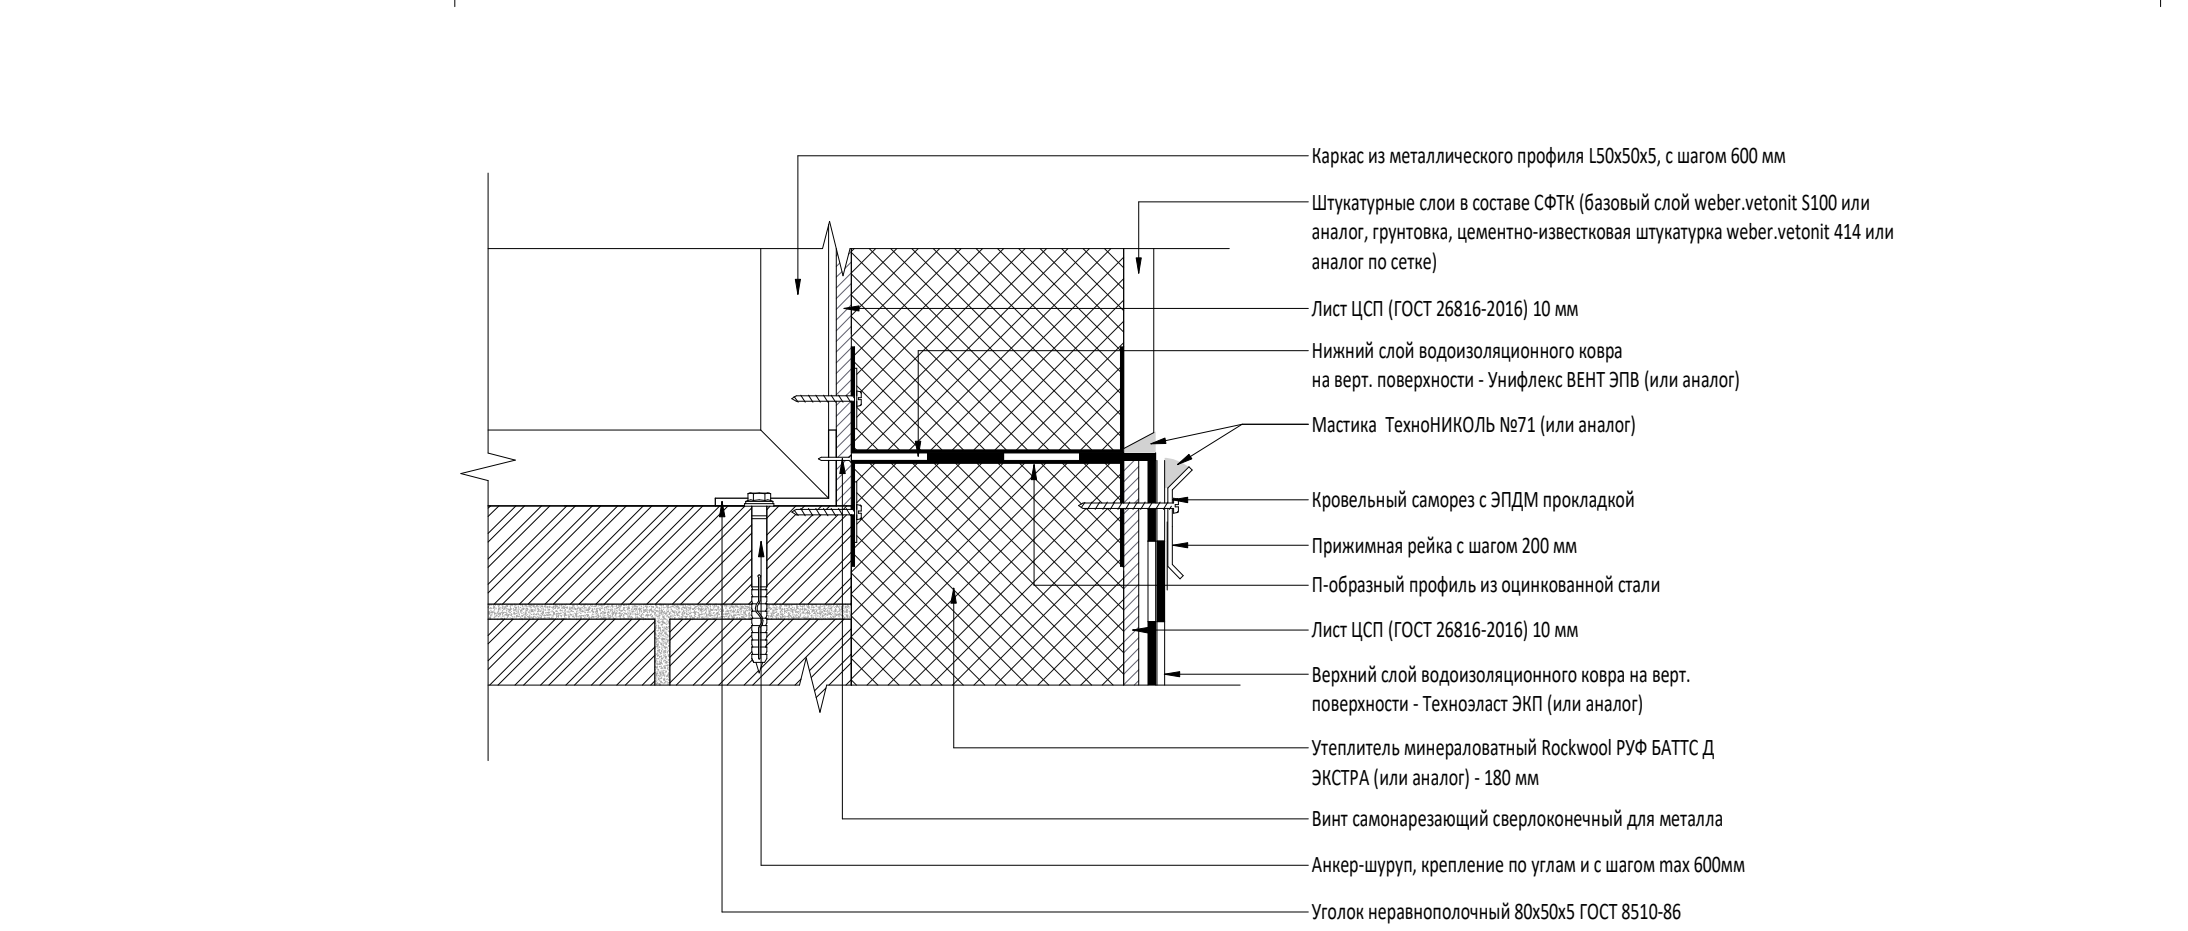 Каркас из металлического профиля L50x50x5, с шагом 600 мм
Штукатурные слои в составе СФТК (базовый слой weber.vetonit S100 или
аналог, грунтовка, цементно-известковая штукатурка weber.vetonit 414 или
аналог по сетке)
Лист ЦСП (ГОСТ 26816-2016) 10 мм
Нижний слой водоизоляционного ковра
на верт. поверхности - Унифлекс ВЕНТ ЭПВ (или аналог)
Мастика ТехноНИКОЛЬ №71 (или аналог)
Кровельный саморез с ЭПДМ прокладкой
Прижимная рейка с шагом 200 мм
П-образный профиль из оцинкованной стали
Лист ЦСП (ГОСТ 26816-2016) 10 мм
Верхний слой водоизоляционного ковра на верт.
поверхности - Техноэласт ЭКП (или аналог)
Утеплитель минераловатный Rockwool РУФ БАТТС Д
ЭКСТРА (или аналог) - 180 мм
Винт самонарезающий сверлоконечный для металла
Анкер-шуруп, крепление по углам и с шагом max 600мм
Уголок неравнополочный 80x50x5 ГОСТ 8510-86